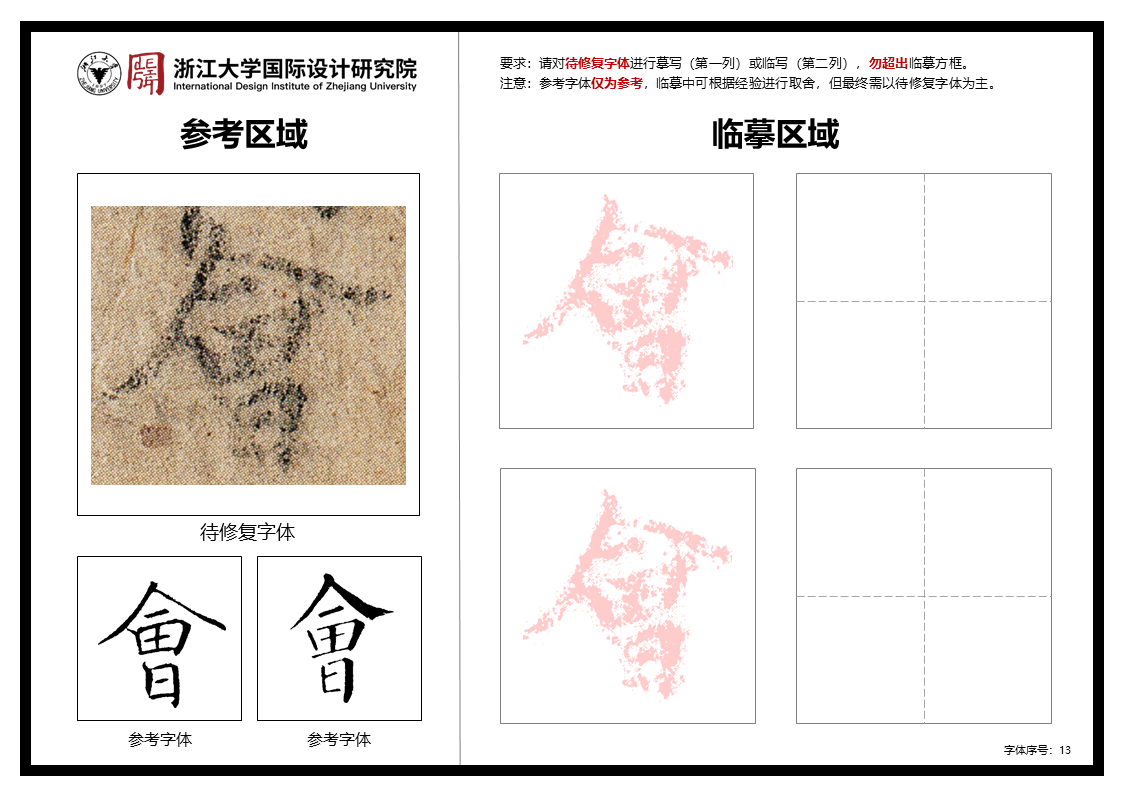 浙江大学国际设计研究院
International Design Institute of Zhejiang University
参考区域
會
待修复字体
會
會
参考字体
参考字体
要求：请对待修复字体进行摹写（第一列）或临写（第二列），勿超出临摹方框。
注意：参考字体仅为参考，临摹中可根据经验进行取舍，但最终需以待修复字体为主。
临摹区域
會
會
字体序号：13